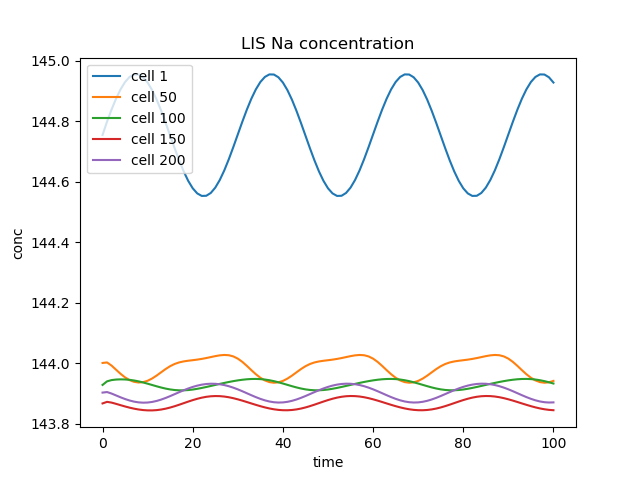 LIS Na concentration
145.0
144.8
144.6
144.4
144.2
144.0
143.8
conc
cell 1
cell 50
cell 100
cell 150
cell 200
0
20
40
60
80
100
time